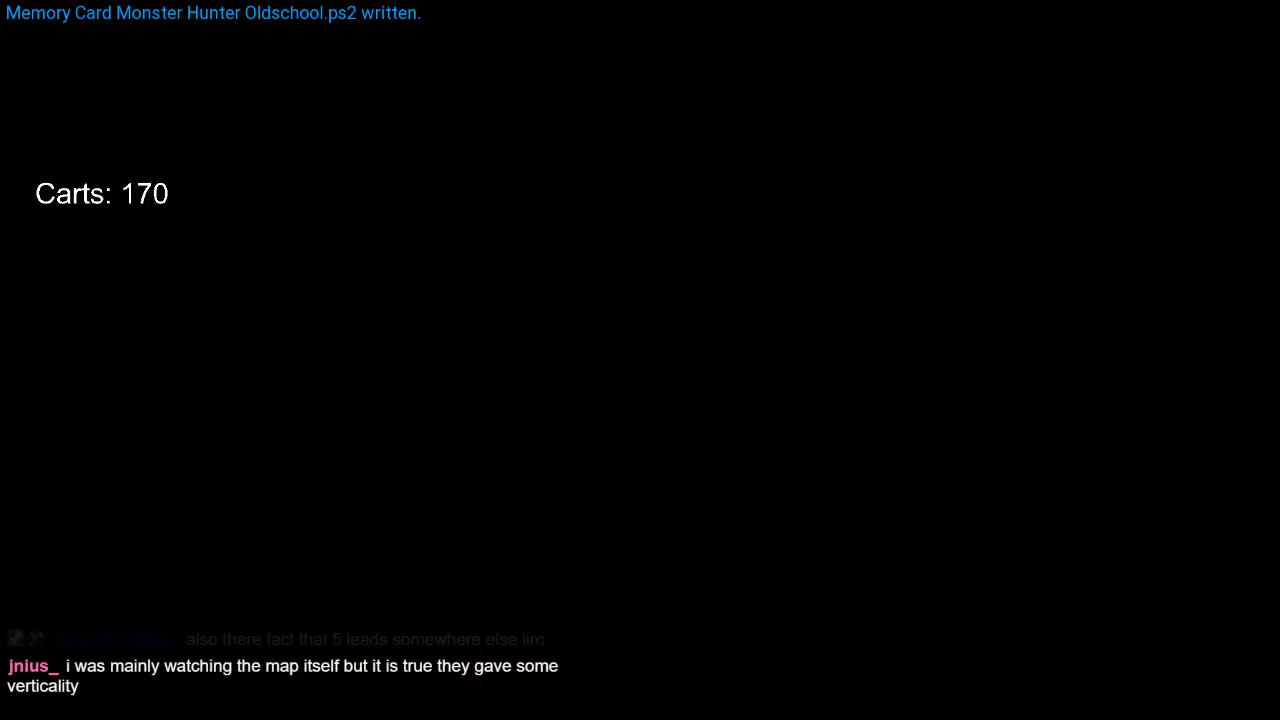 Memory Card Monster Hunter Oldschool.ps2 written.
Carts: 170
also there fact that 5 leads somewhere else iirc
jnius_ i was mainly watching the map itself but it is true they gave some
verticality